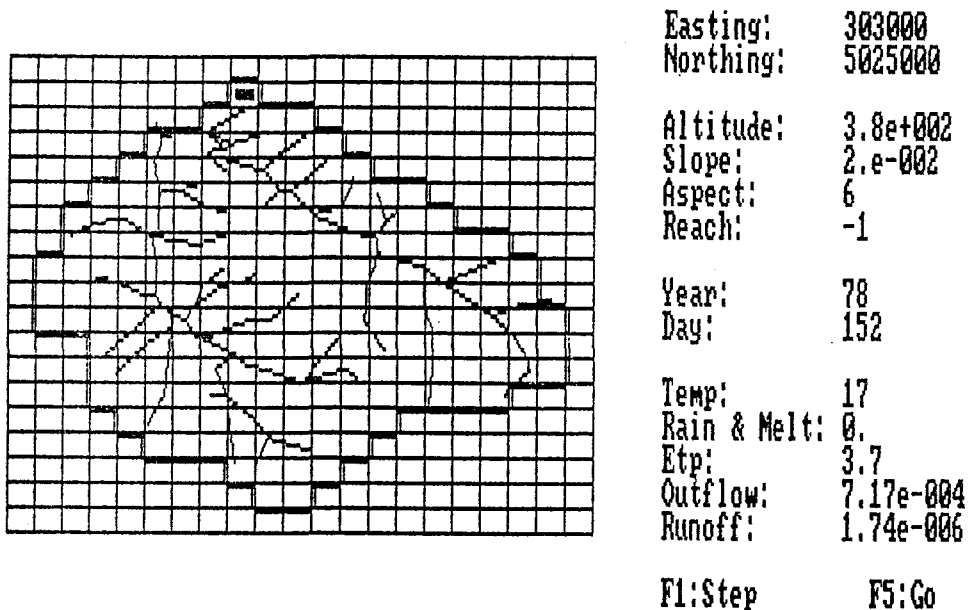 Easting: 303000
Northing: 5025000
Altitude: 3.8e+002
Slope: 2.e-002
Aspect: 6
Reach: -1
Year: 78
Day: 152
Temp: 17
Rain & Melt: 0.
Etp: 3.7
Outflow: 7.17e-004
Runoff: 1.74e-006
F1:Step F5:Go